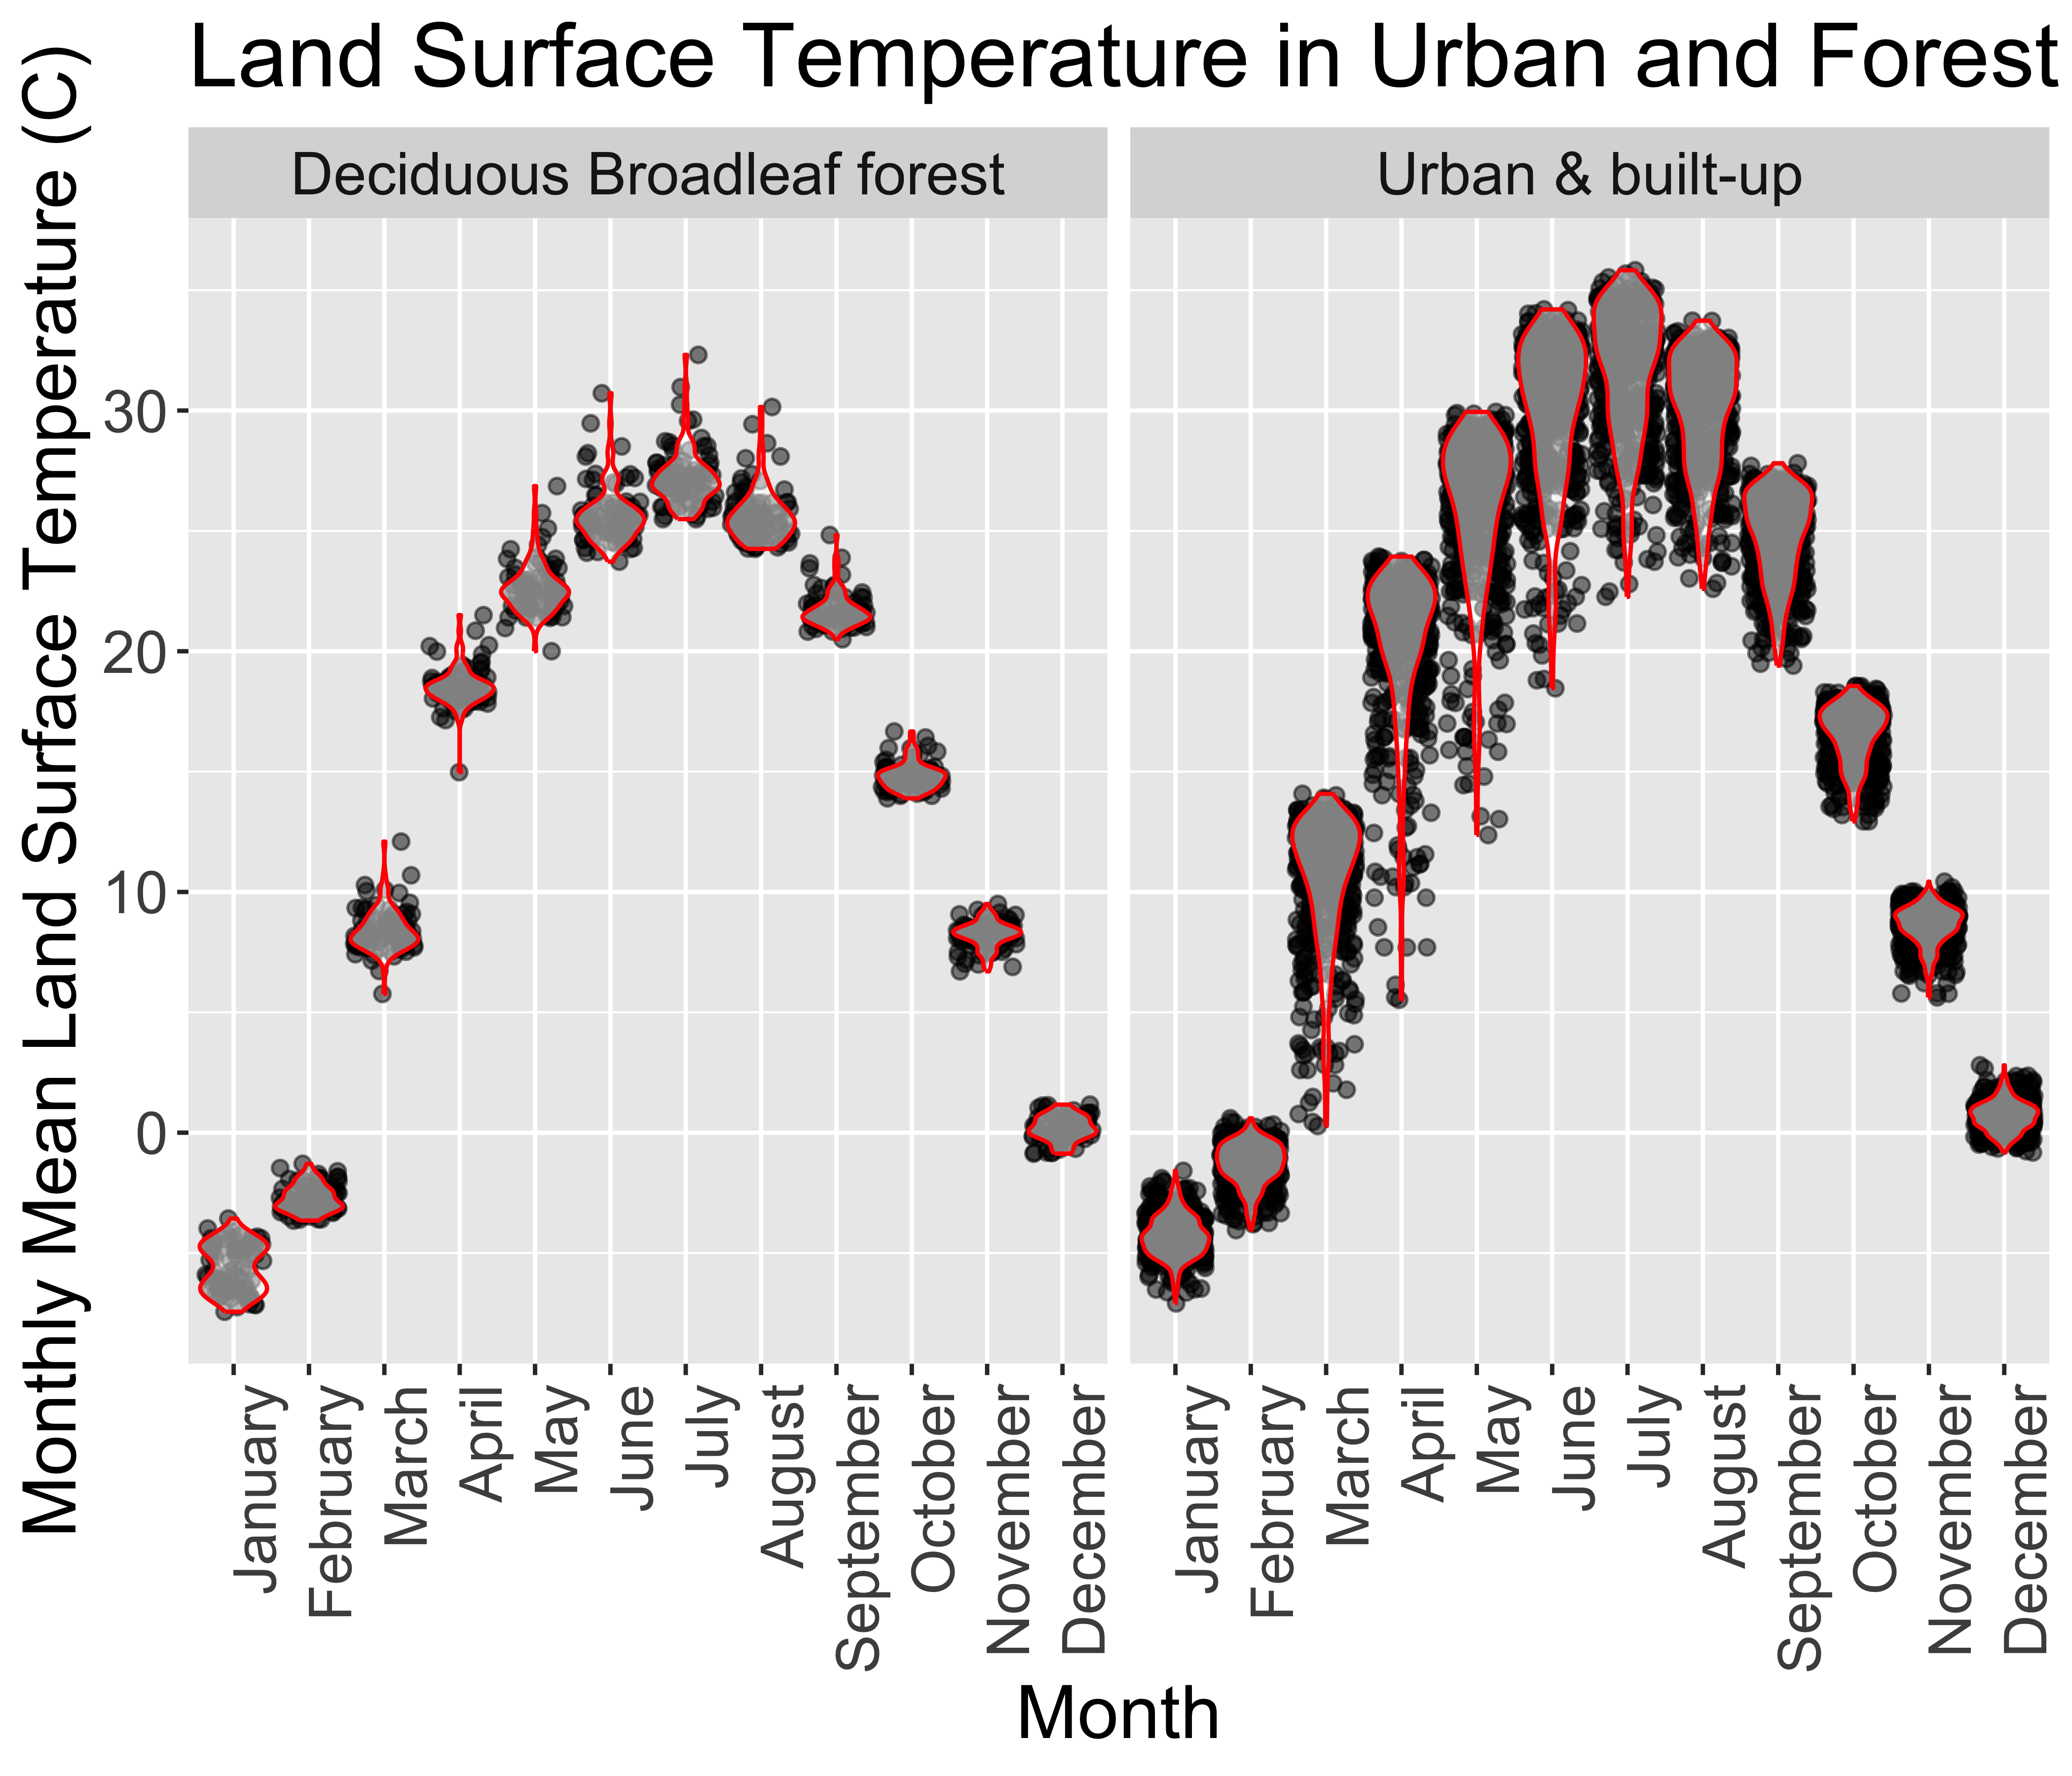 Land Surface Temperature in Urban and Forest
Deciduous Broadleaf forest
Urban & built-up
Monthly Mean Land Surface Temperature (C)
30
20
10
0
January
February
March
April
May
June
July
August
September
October
November
December
January
February
March
April
May
June
July
August
September
October
November
December
Month